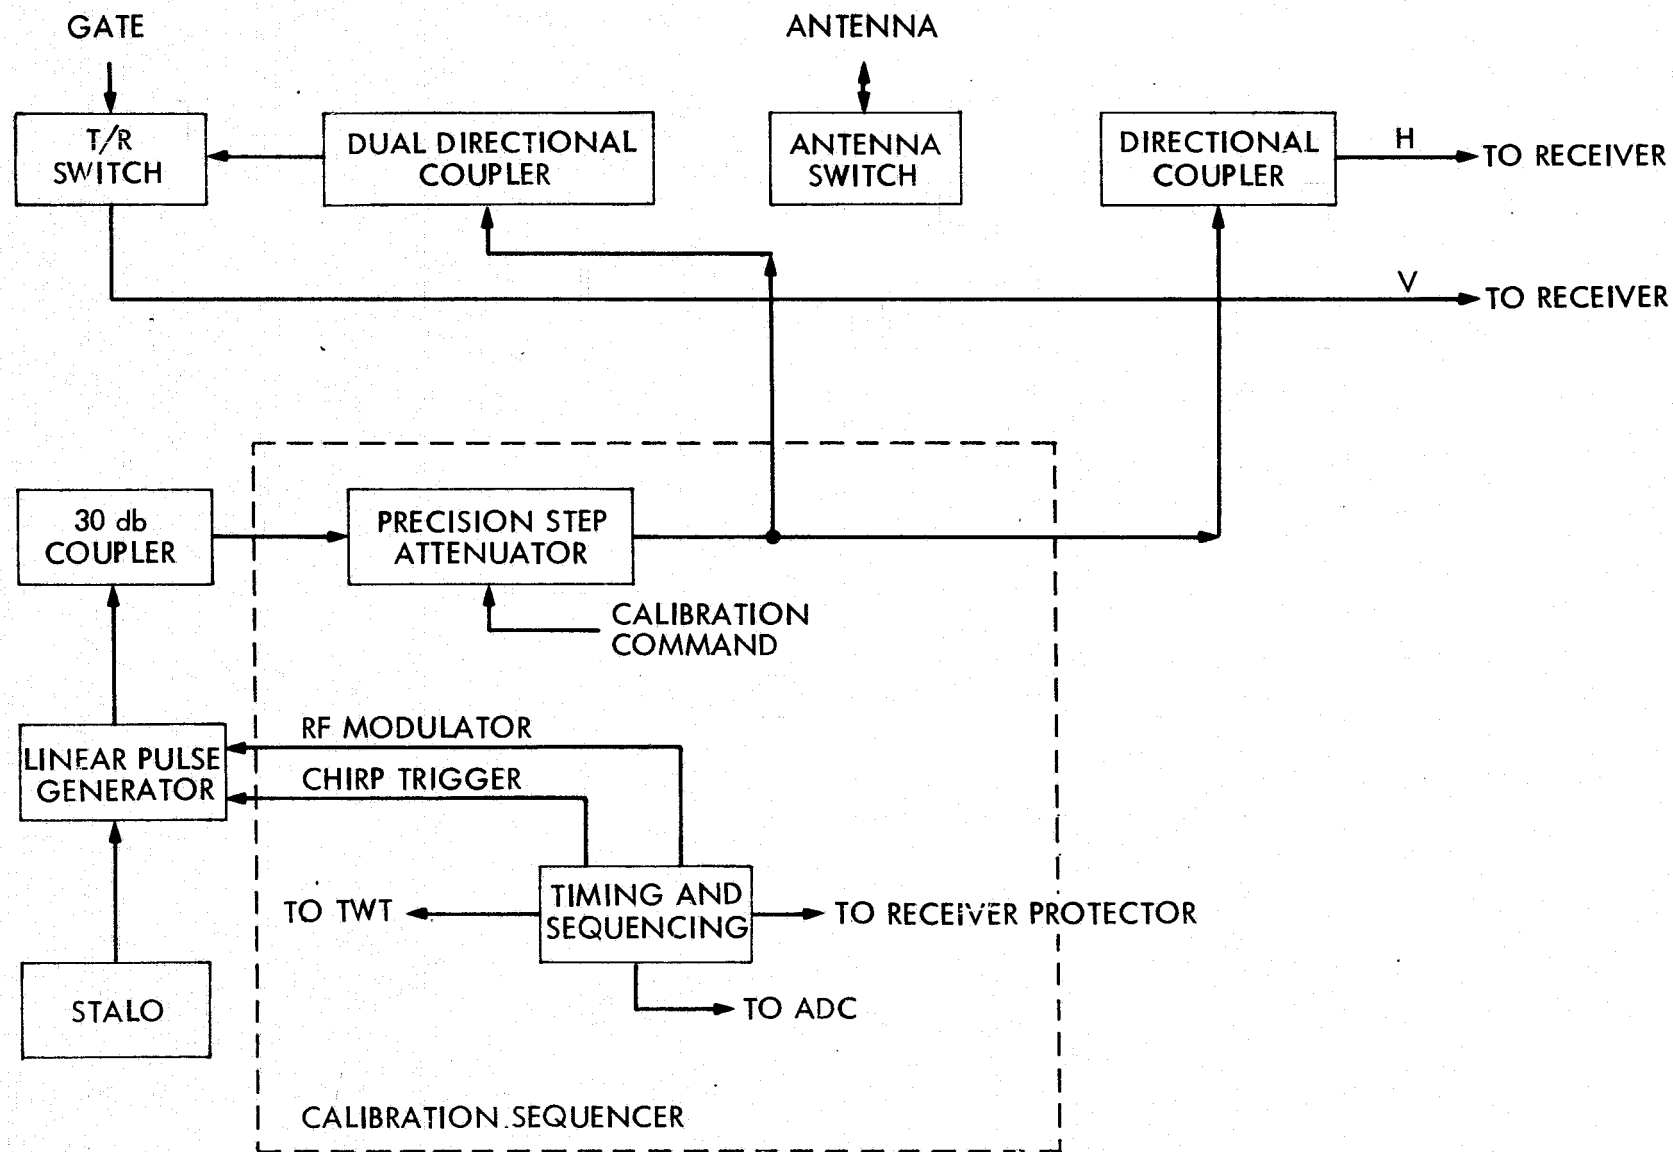 GATE
ANTENNA
T/R
SWITCH
DUAL DIRECTIONAL
COUPLER
ANTENNA
SWITCH
DIRECTIONAL
COUPLER
H
TO RECEIVER
V
TO RECEIVER
30 db
COUPLER
PRECISION STEP
ATTENUATOR
CALIBRATION
COMMAND
RF MODULATOR
LINEAR PULSE
GENERATOR
CHIRP TRIGGER
TO TWT
TIMING AND
SEQUENCING
TO RECEIVER PROTECTOR
STALO
TO ADC
CALIBRATION SEQUENCER